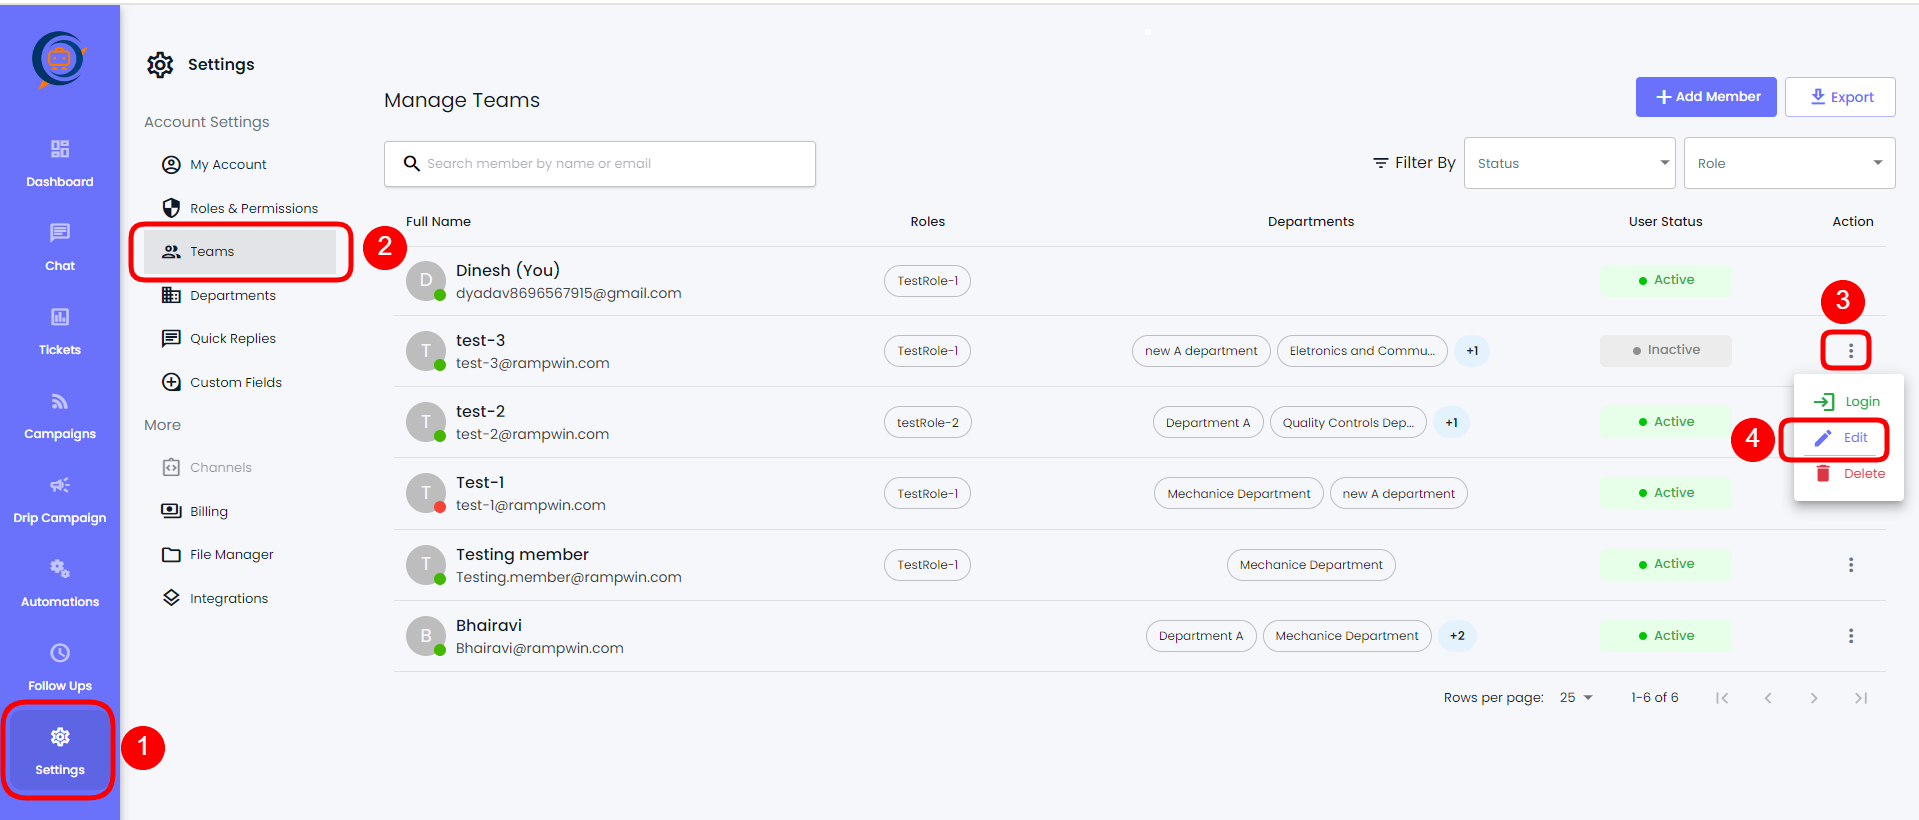 Dashboard
Chat
Tickets
Campaigns
Drip Campaign
Automations
Follow Ups
Settings
1
Settings
Account Settings
My Account
Roles & Permissions
Teams
2
Departments
Quick Replies
Custom Fields
More
Channels
Billing
File Manager
Integrations
Manage Teams
Add Member
Export
Search member by name or email
Filter By
Status
Role
Full Name Roles Departments User Status Action
D Dinesh (You) TestRole-1 Active
dyadav8696567915@gmail.com
3
T test-3 TestRole-1 new A department Eletronics and Commu... +1 Inactive
test-3@rampwin.com
Login
4 Edit
Delete
T test-2 testRole-2 Department A Quality Controls Dep... +1 Active
test-2@rampwin.com
T Test-1 TestRole-1 Mechanice Department new A department Active
test-1@rampwin.com
T Testing member TestRole-1 Mechanice Department Active
Testing.member@rampwin.com
B Bhairavi Department A Mechanice Department +2 Active
Bhairavi@rampwin.com
Rows per page: 25 1-6 of 6